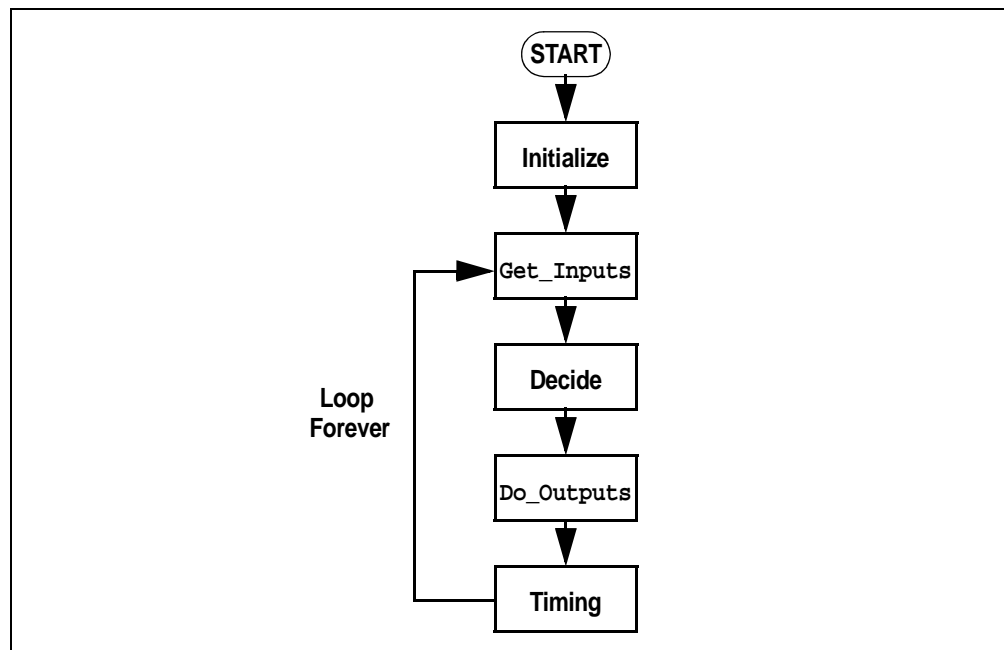 START
Initialize
Get_Inputs
Decide
Loop
Forever
Do_Outputs
Timing